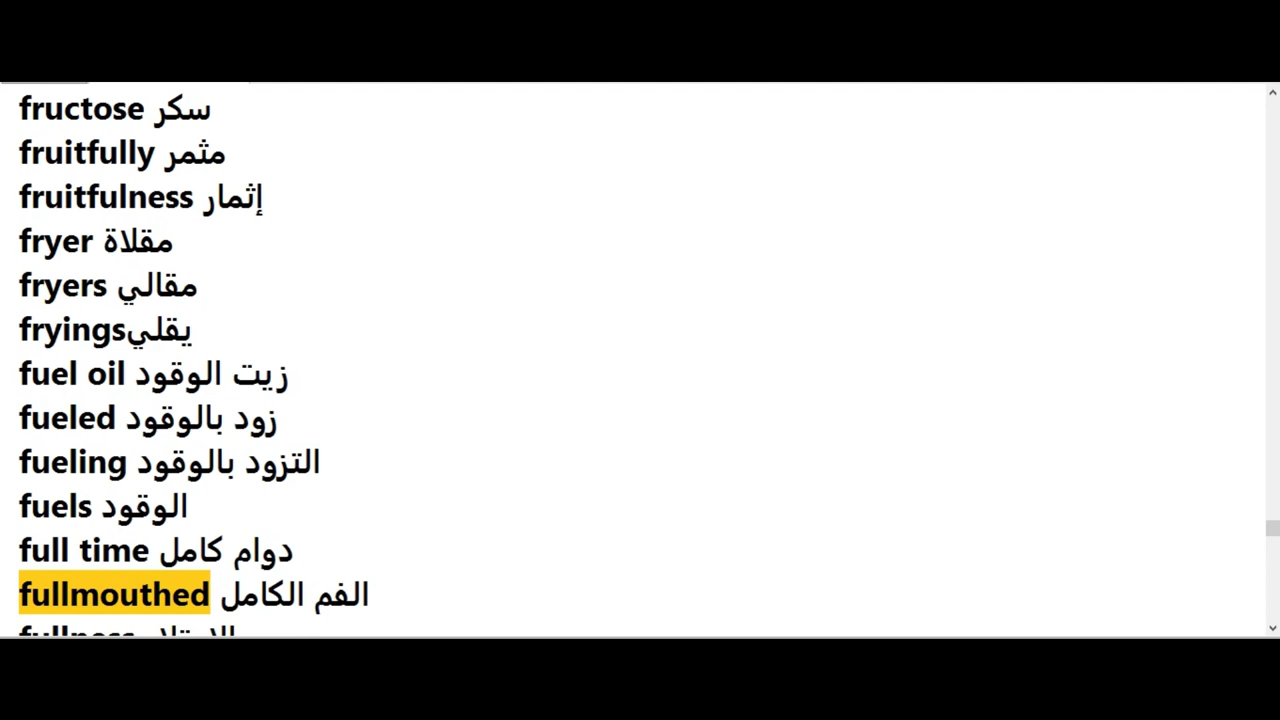 fructose سكر
fruitfully مثمر
fruitfulness إثمار
fryer مقلاة
fryers مقالي
fryingsيقلي
fuel oil زيت الوقود
fueled زود بالوقود
fueling التزود بالوقود
fuels الوقود
full time دوام كامل
fullmouthed الفم الكامل
fullness